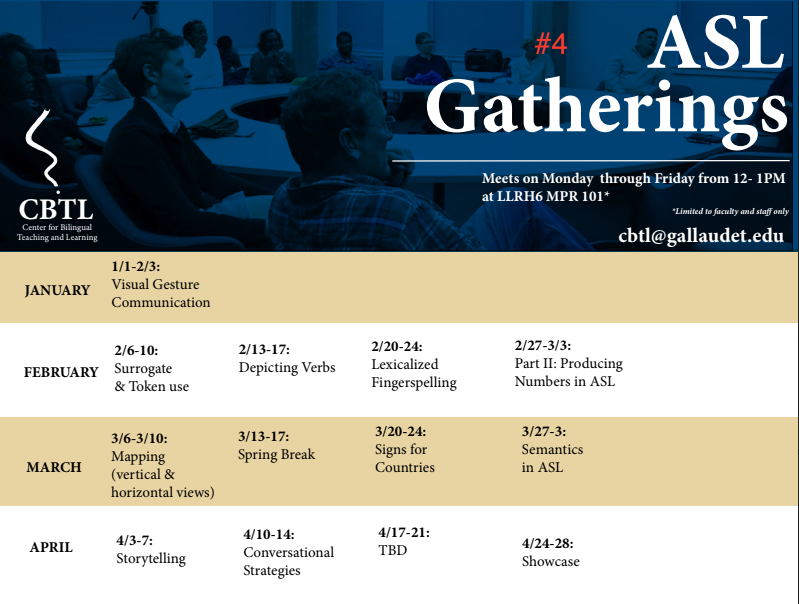 #4
ASL
Gatherings
Meets on Monday through Friday from 12- 1PM
at LLRH6 MPR 101*
*Limited to faculty and staff only
cbtl@gallaudet.edu
CBTL
Center for Bilingual
Teaching and Learning
JANUARY
1/1-2/3:
Visual Gesture
Communication
FEBRUARY
2/6-10:
Surrogate
& Token use
2/13-17:
Depicting Verbs
2/20-24:
Lexicalized
Fingerspelling
2/27-3/3:
Part II: Producing
Numbers in ASL
MARCH
3/6-3/10:
Mapping
(vertical &
horizontal views)
3/13-17:
Spring Break
3/20-24:
Signs for
Countries
3/27-3:
Semantics
in ASL
APRIL
4/3-7:
Storytelling
4/10-14:
Conversational
Strategies
4/17-21:
TBD
4/24-28:
Showcase